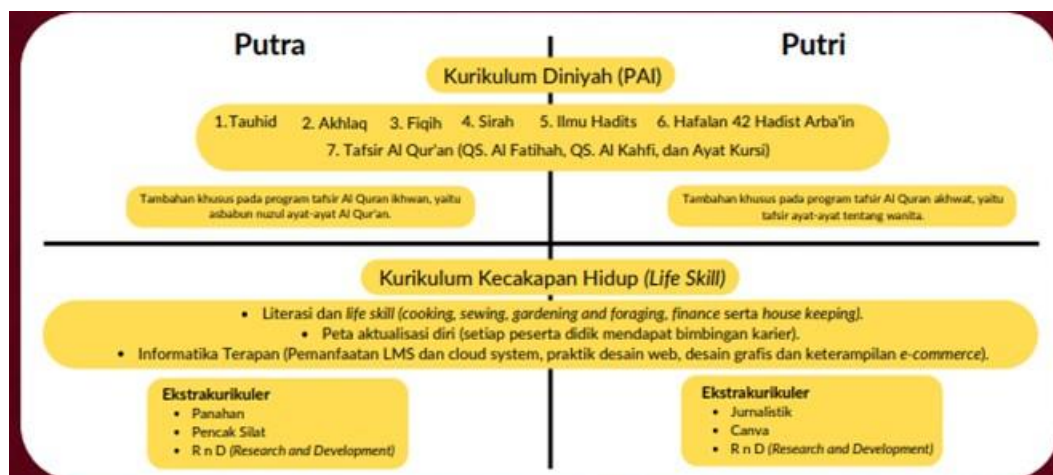 Putra
Putri
Kurikulum Diniyah (PAI)
1.Tauhid 2. Akhlaq 3. Fiqih 4. Sirah 5. Ilmu Hadits 6. Hafalan 42 Hadist Arba'in
7. Tafsir Al Qur'an (QS. Al Fatihah, QS. Al Kahfi, dan Ayat Kursi)
Tambahan khusus pada program tafsir Al Quran ikhwan, yaitu
asbabun nuzul ayat-ayat Al Qur'an.
Tambahan khusus pada program tafsir Al Quran akhwat, yaitu
tafsir ayat-ayat tentang wanita.
Kurikulum Kecakapan Hidup (Life Skill)
• Literasi dan life skill (cooking, sewing, gardening and foraging, finance serta house keeping).
• Peta aktualisasi diri (setiap peserta didik mendapat bimbingan karier).
• Informatika Terapan (Pemanfaatan LMS dan cloud system, praktik desain web, desain grafis dan keterampilan e-commerce).
Ekstrakurikuler
• Panahan
• Pencak Silat
• R n D (Research and Development)
Ekstrakurikuler
• Jurnalistik
• Canva
• R n D (Research and Development)